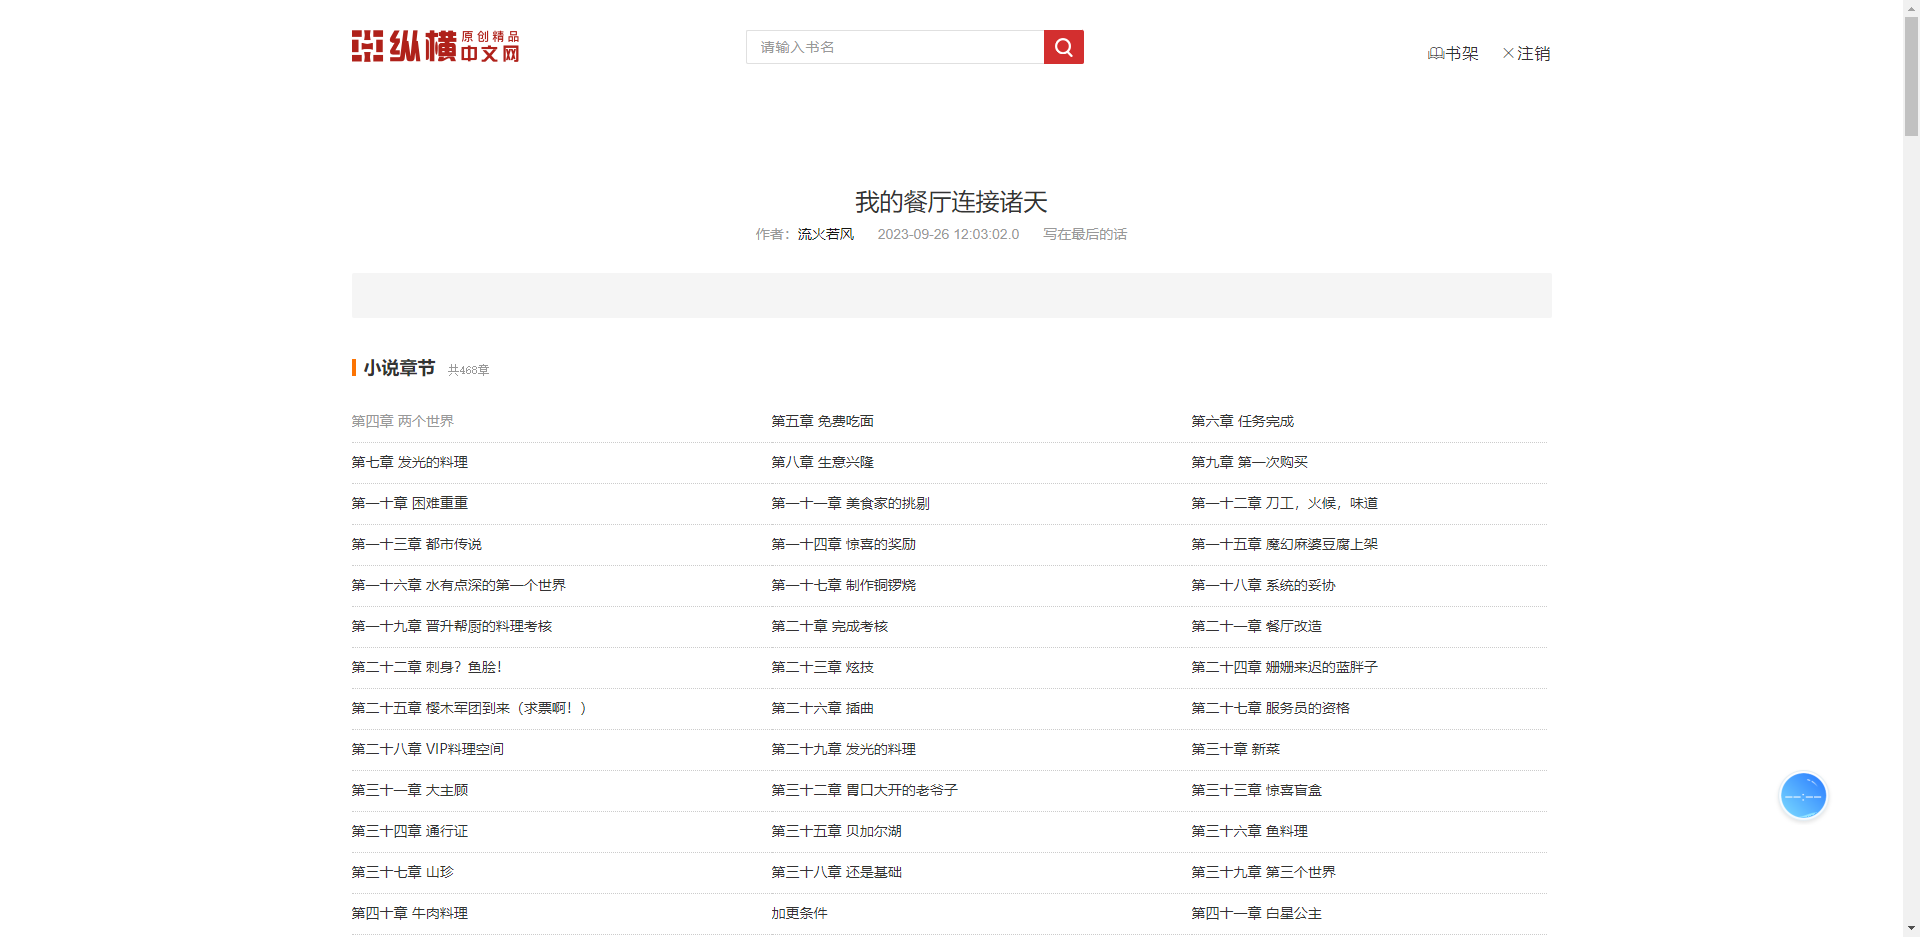 纵横 原创精品 中文网
请输入书名
书架 注销
我的餐厅连接诸天
作者：流火若风 2023-09-26 12:03:02.0 写在最后的话
小说章节 共468章
第四章 两个世界 第五章 免费吃面 第六章 任务完成
第七章 发光的料理 第八章 生意兴隆 第九章 第一次购买
第一十章 困难重重 第一十一章 美食家的挑剔 第一十二章 刀工，火候，味道
第一十三章 都市传说 第一十四章 惊喜的奖励 第一十五章 魔幻麻婆豆腐上架
第一十六章 水有点深的第一个世界 第一十七章 制作铜锣烧 第一十八章 系统的妥协
第一十九章 晋升帮厨的料理考核 第二十章 完成考核 第二十一章 餐厅改造
第二十二章 刺身？鱼脍！ 第二十三章 炫技 第二十四章 姗姗来迟的蓝胖子
第二十五章 樱木军团到来（求票啊！） 第二十六章 插曲 第二十七章 服务员的资格
第二十八章 VIP料理空间 第二十九章 发光的料理 第三十章 新菜
第三十一章 大主顾 第三十二章 胃口大开的老爷子 第三十三章 惊喜盲盒
第三十四章 通行证 第三十五章 贝加尔湖 第三十六章 鱼料理
第三十七章 山珍 第三十八章 还是基础 第三十九章 第三个世界
第四十章 牛肉料理 加更条件 第四十一章 白星公主